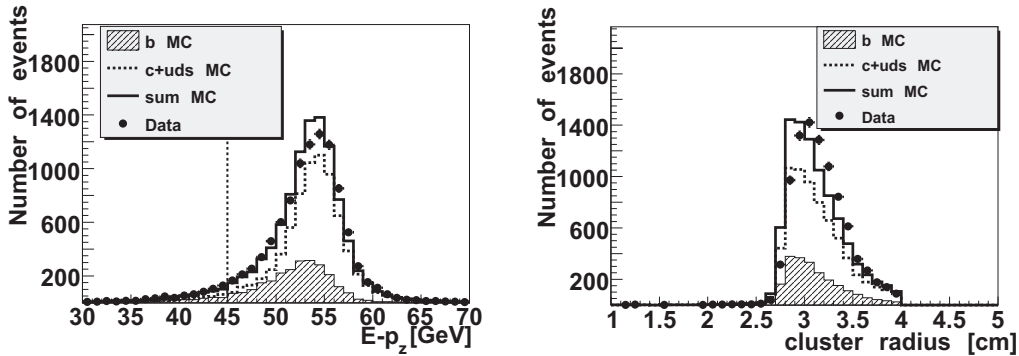 Number of events
1800
1400
1000
600
200
b MC
c+uds MC
sum MC
Data
30 35 40 45 50 55 60 65 70
E-pz[GeV]
Number of events
1800
1400
1000
600
200
b MC
c+uds MC
sum MC
Data
1 1.5 2 2.5 3 3.5 4 4.5 5
cluster radius [cm]